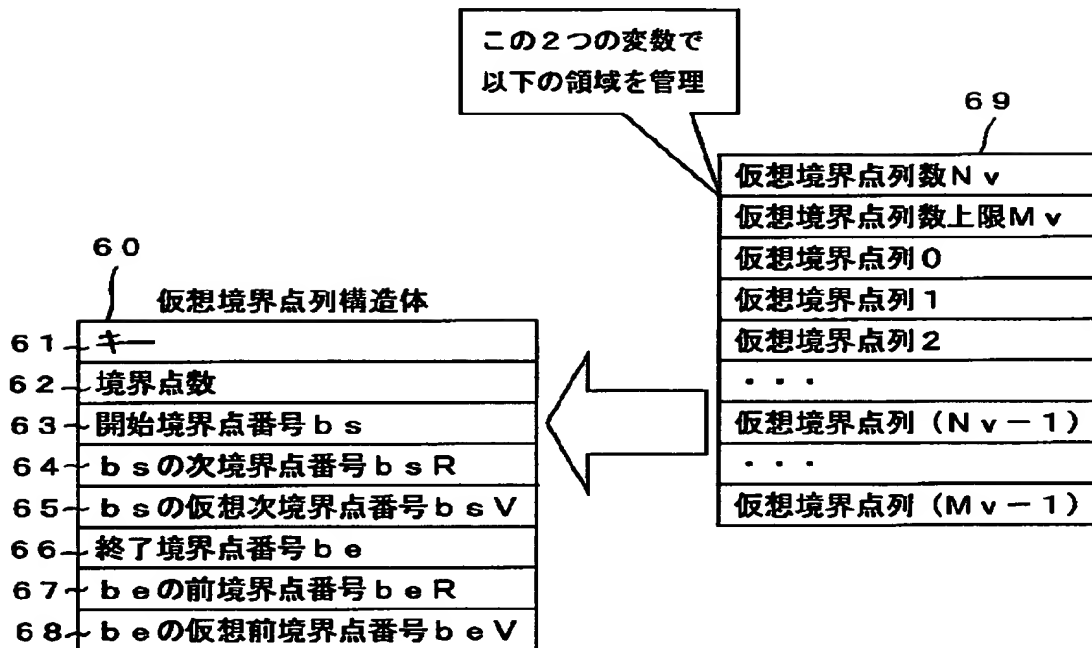 この2つの変数で
以下の領域を管理
69
仮想境界点列数Nv
仮想境界点列数上限Mv
仮想境界点列0
仮想境界点列1
仮想境界点列2
・・・
仮想境界点列(Nv-1)
・・・
仮想境界点列(Mv-1)
60
仮想境界点列構造体
61 キー
62 境界点数
63 開始境界点番号bs
64 bsの次境界点番号bsR
65 bsの仮想次境界点番号bsV
66 終了境界点番号be
67 beの前境界点番号beR
68 beの仮想前境界点番号beV